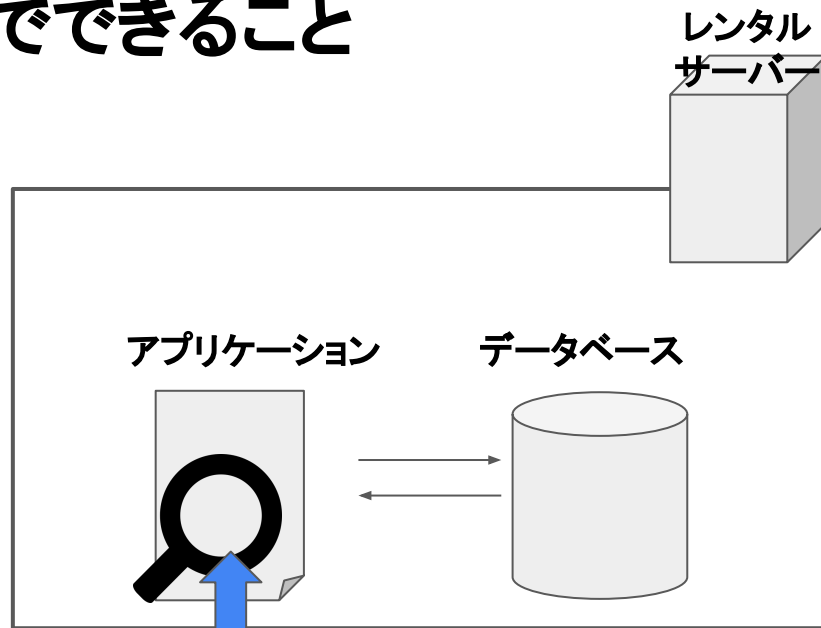 でできること
レンタル
サーバー
アプリケーション
データベース